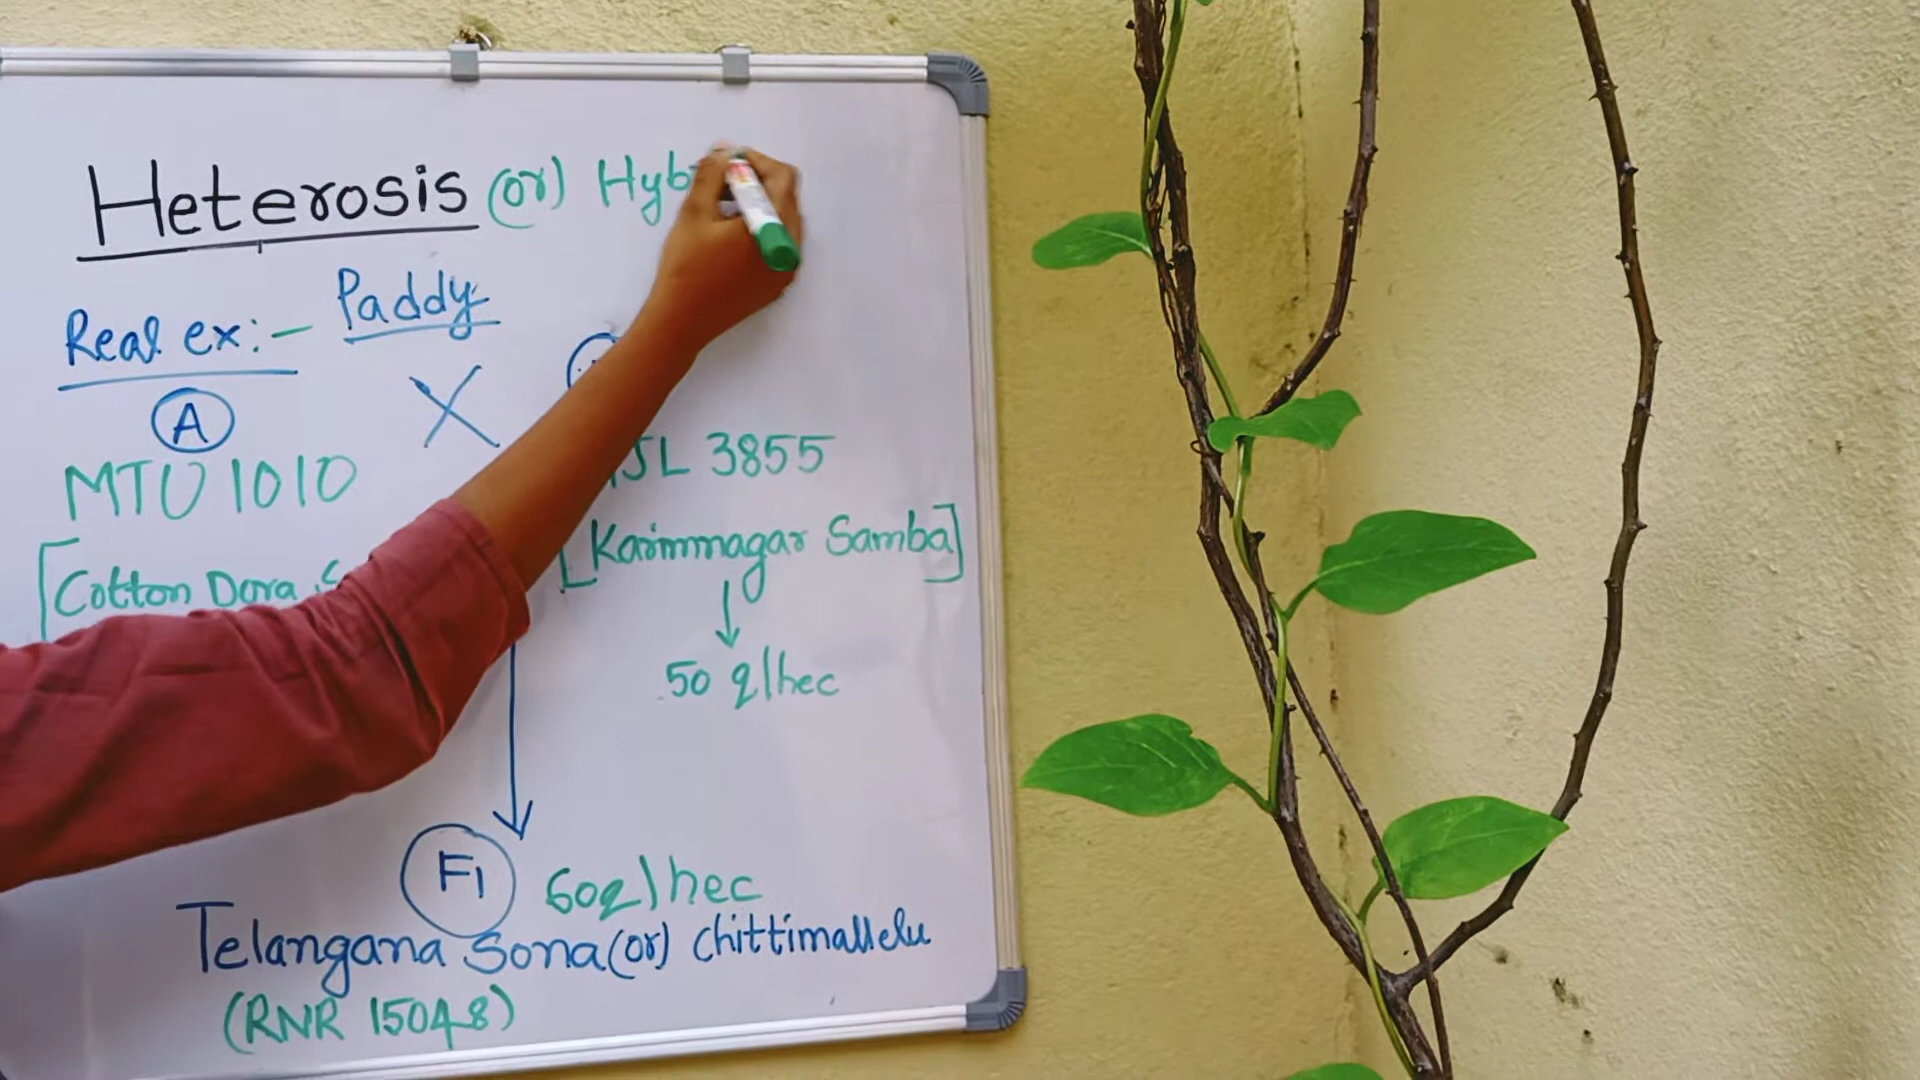 Heterosis (or) Hyb
Real ex:- Paddy
A X
MTU 1010 JL 3855
[Cotton Dora [Karimnagar Samba]
50 q/hec
F1 60q/hec
Telangana Sona (or) chittimallelu
(RNR 15048)